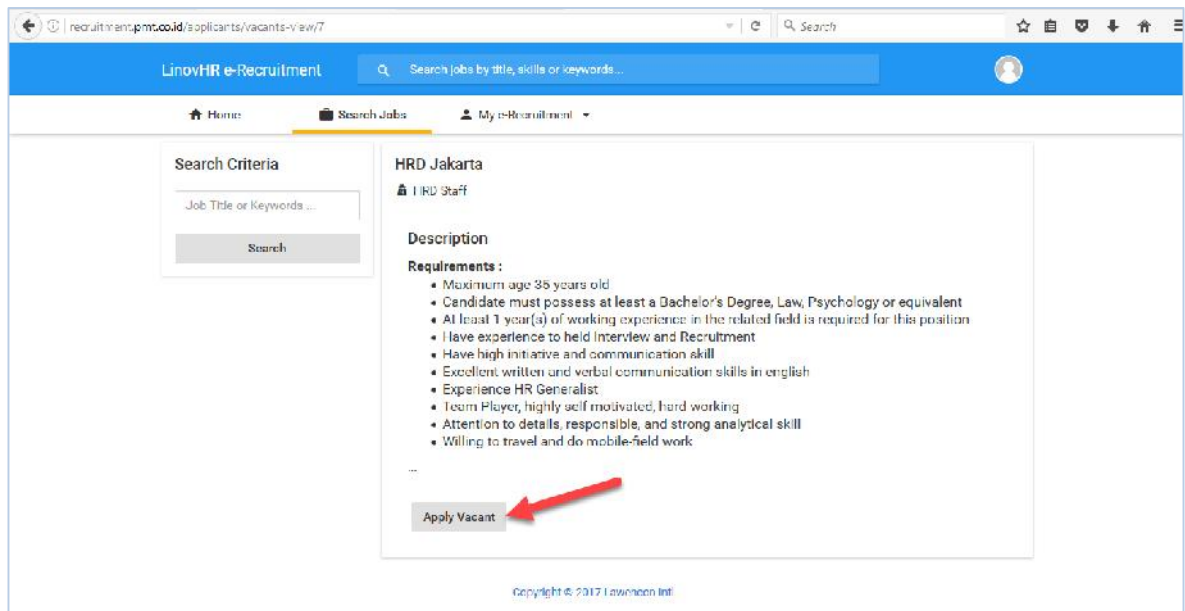 recruitment.pmt.co.id/applicants/vacants-view/7
Search
LinovHR e-Recruitment
Search jobs by title, skills or keywords...
Home
Search Jobs
My e-Recruitment
Search Criteria
Job Title or Keywords ...
Search
HRD Jakarta
HRD Staff
Description
Requirements :
• Maximum age 35 years old
• Candidate must possess at least a Bachelor's Degree, Law, Psychology or equivalent
• At least 1 year(s) of working experience in the related field is required for this position
• Have experience to held Interview and Recruitment
• Have high initiative and communication skill
• Excellent written and verbal communication skills in english
• Experience HR Generalist
• Team Player, highly self motivated, hard working
• Attention to details, responsible, and strong analytical skill
• Willing to travel and do mobile-field work
...
Apply Vacant
Copyright © 2017